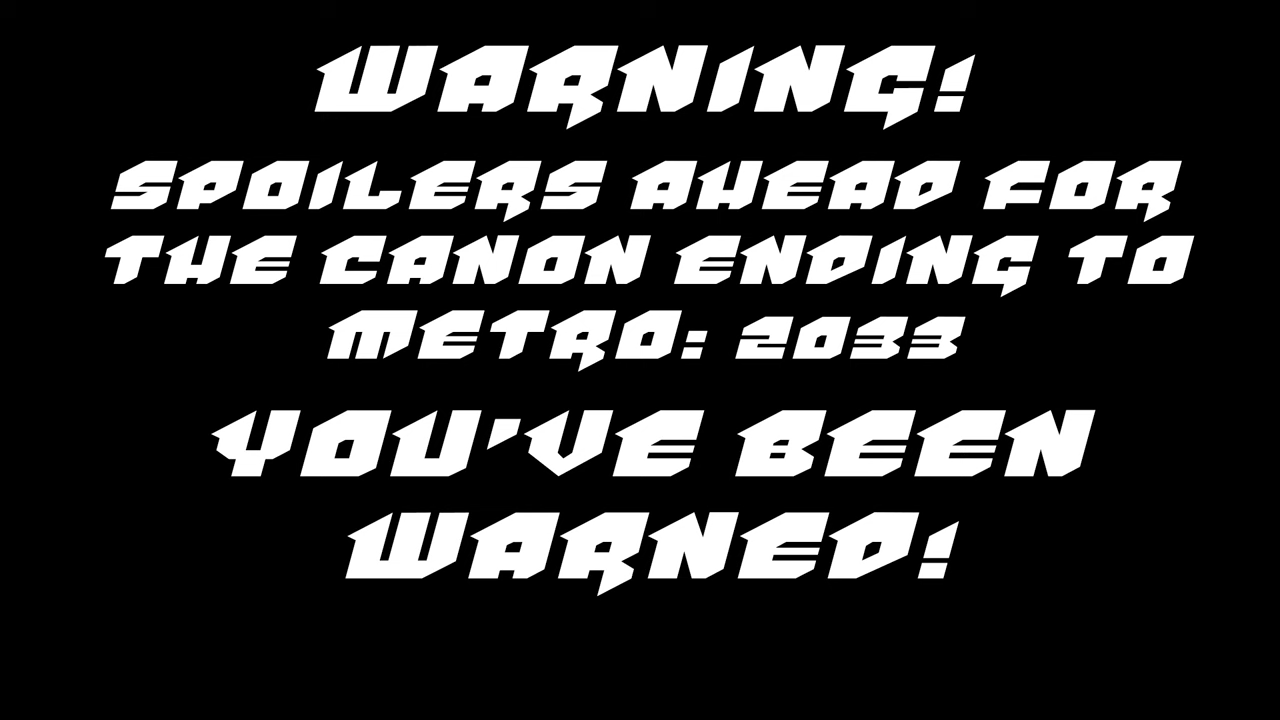 WARNING!
SPOILERS AHEAD FOR
THE CANON ENDING TO
METRO: 2033
YOU'VE BEEN
WARNED!